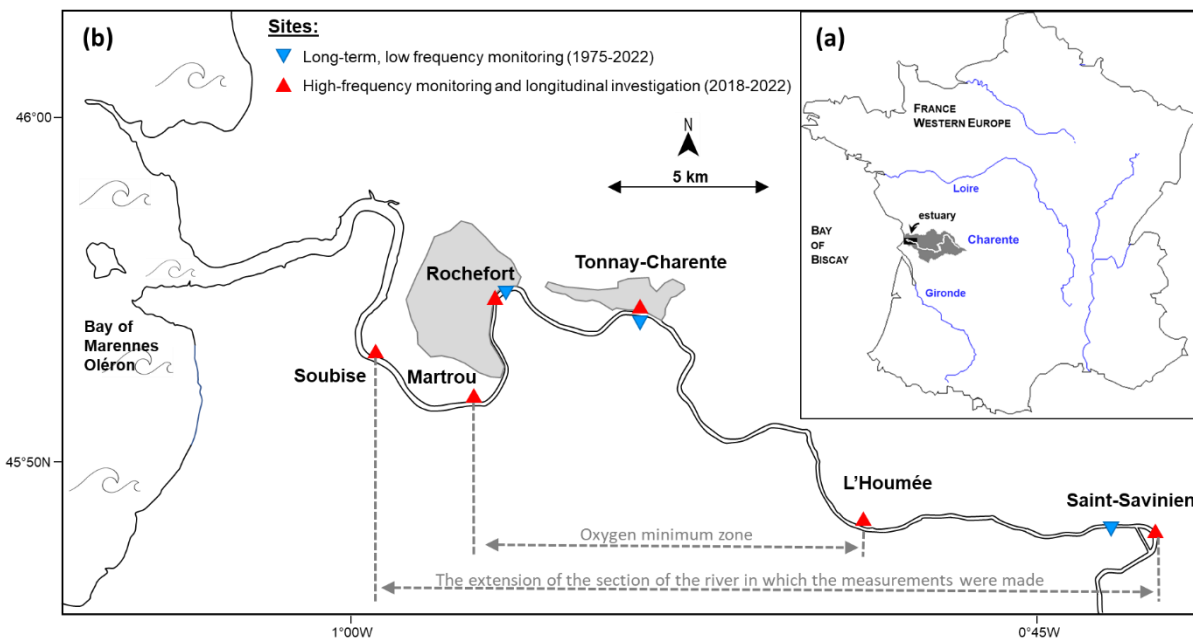 (b)
Sites:
Long-term, low frequency monitoring (1975-2022)
High-frequency monitoring and longitudinal investigation (2018-2022)
(a)
FRANCE
WESTERN EUROPE
Loire
estuary
Charente
BAY
OF
BISCAY
Gironde
46°00
N
5 km
Rochefort
Tonnay-Charente
Bay of
Marennes
Oléron
Soubise
Martrou
45°50
L'Houmée
Saint-Savinien
Oxygen minimum zone
The extension of the section of the river in which the measurements were made
1°00W
0°45W